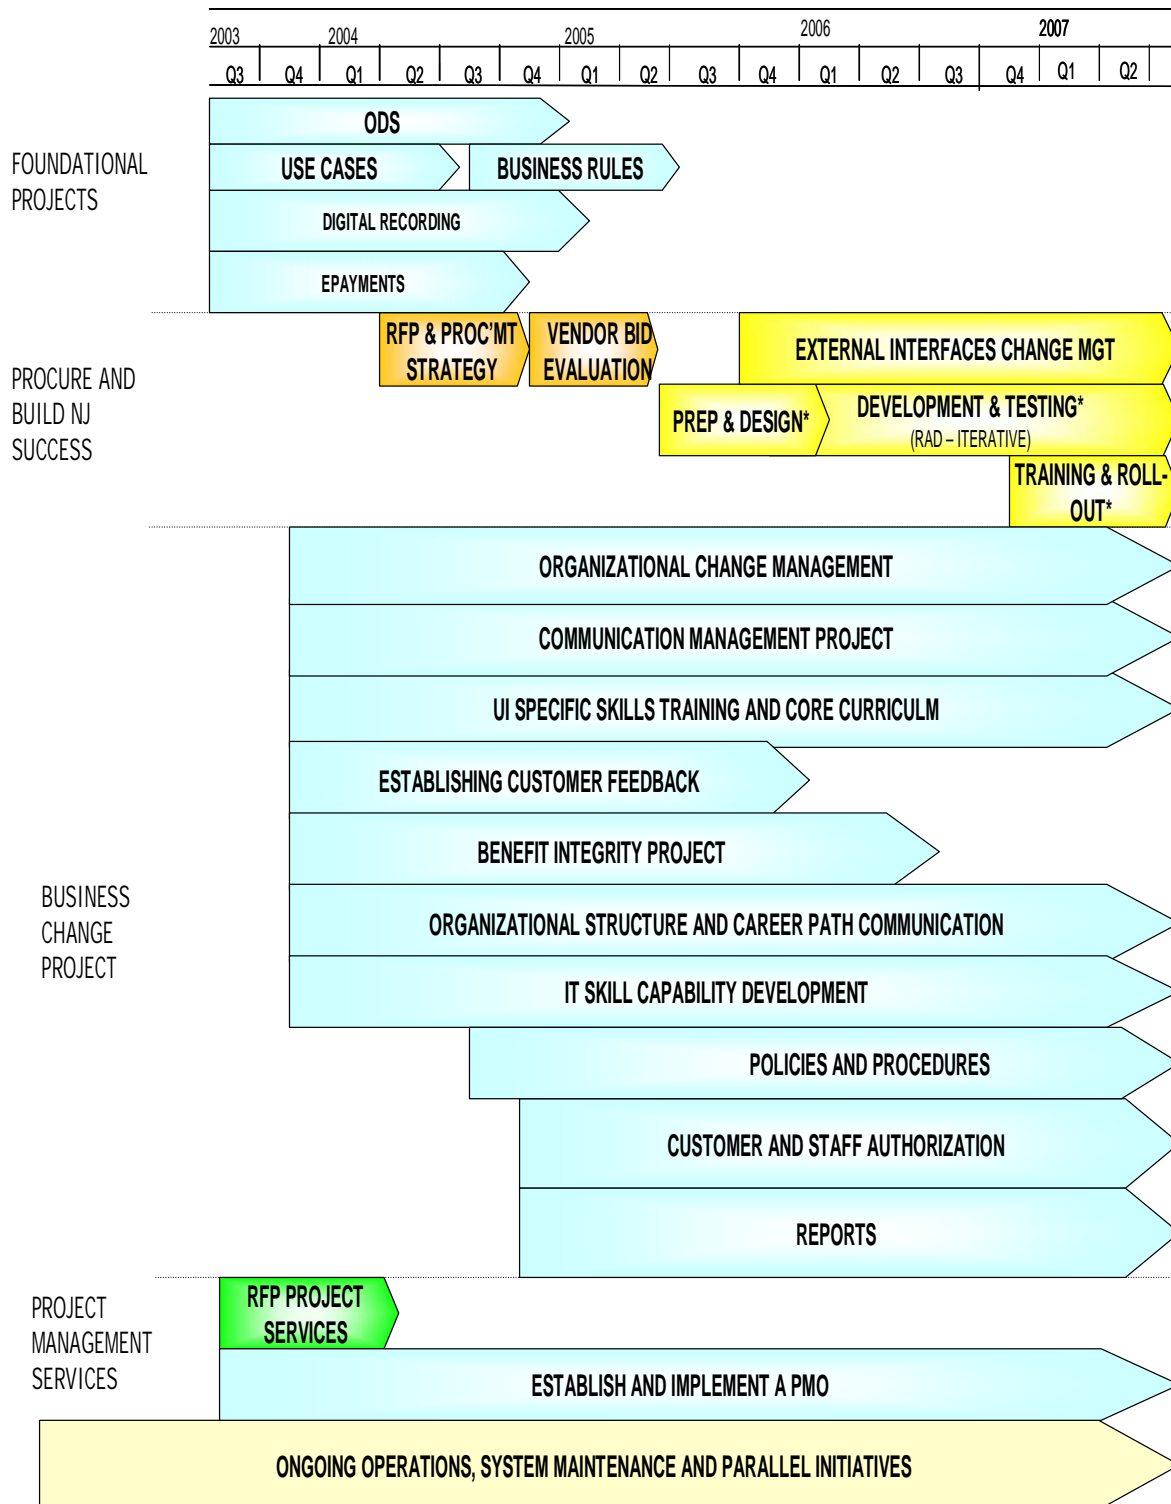 2003 2004 2005 2006 2007
Q3 Q4 Q1 Q2 Q3 Q4 Q1 Q2 Q3 Q4 Q1 Q2 Q3 Q4 Q1 Q2
FOUNDATIONAL
PROJECTS
ODS
USE CASES
BUSINESS RULES
DIGITAL RECORDING
EPAYMENTS
PROCURE AND
BUILD NJ
SUCCESS
RFP & PROC'MT
STRATEGY
VENDOR BID
EVALUATION
EXTERNAL INTERFACES CHANGE MGT
PREP & DESIGN*
DEVELOPMENT & TESTING*
(RAD – ITERATIVE)
TRAINING & ROLL-
OUT*
BUSINESS
CHANGE
PROJECT
ORGANIZATIONAL CHANGE MANAGEMENT
COMMUNICATION MANAGEMENT PROJECT
UI SPECIFIC SKILLS TRAINING AND CORE CURRICULM
ESTABLISHING CUSTOMER FEEDBACK
BENEFIT INTEGRITY PROJECT
ORGANIZATIONAL STRUCTURE AND CAREER PATH COMMUNICATION
IT SKILL CAPABILITY DEVELOPMENT
POLICIES AND PROCEDURES
CUSTOMER AND STAFF AUTHORIZATION
REPORTS
PROJECT
MANAGEMENT
SERVICES
RFP PROJECT
SERVICES
ESTABLISH AND IMPLEMENT A PMO
ONGOING OPERATIONS, SYSTEM MAINTENANCE AND PARALLEL INITIATIVES